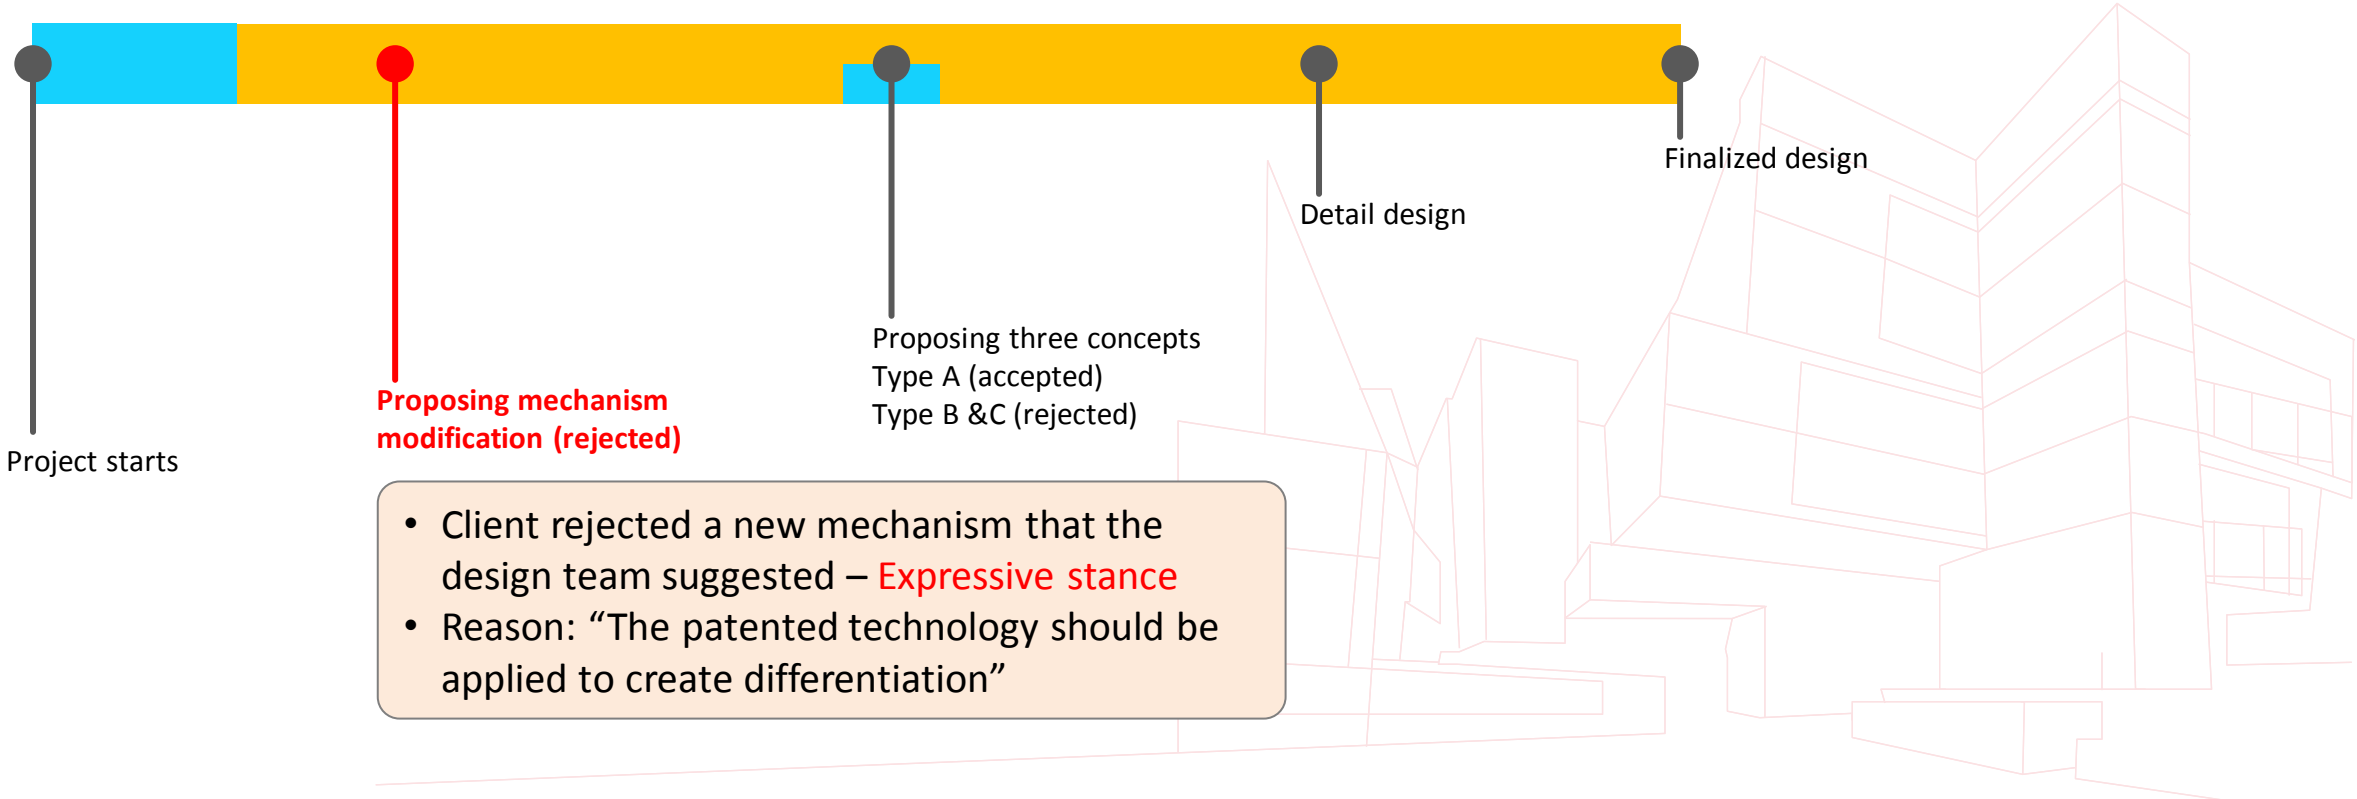 Finalized design
Detail design
Proposing three concepts
Type A (accepted)
Type B &C (rejected)
Proposing mechanism
modification (rejected)
Project starts
• Client rejected a new mechanism that the
design team suggested – Expressive stance
• Reason: “The patented technology should be
applied to create differentiation”